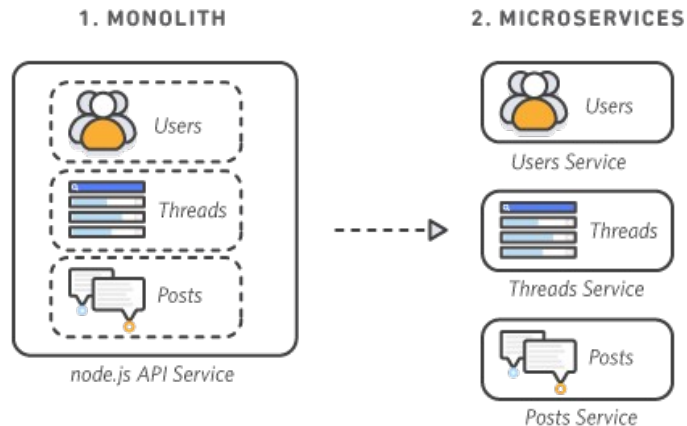 1. MONOLITH
Users
Threads
Posts
node.js API Service
2. MICROSERVICES
Users
Users Service
Threads
Threads Service
Posts
Posts Service